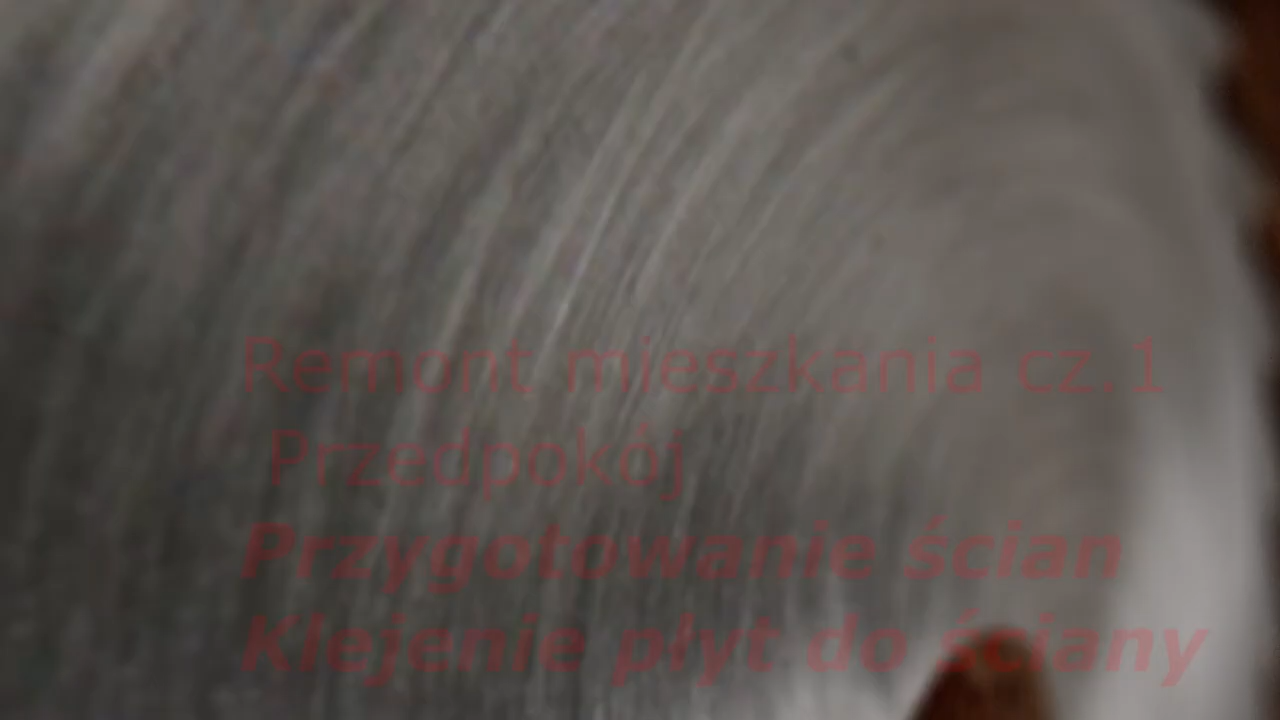 Remont mieszkania cz.1
Przedpokój
Przygotowanie ścian
Klejenie płyt do ściany